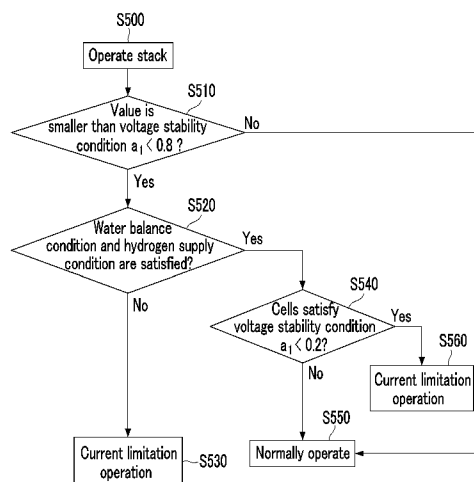 S500
Operate stack
S510
Value is
smaller than voltage stability
condition a1 < 0.8 ?
No
Yes
S520
Water balance
condition and hydrogen supply
condition are satisfied?
Yes
No
S540
Cells satisfy
voltage stability condition
a1 < 0.2?
Yes
No
S560
Current limitation
operation
S550
Normally operate
Current limitation
operation
S530